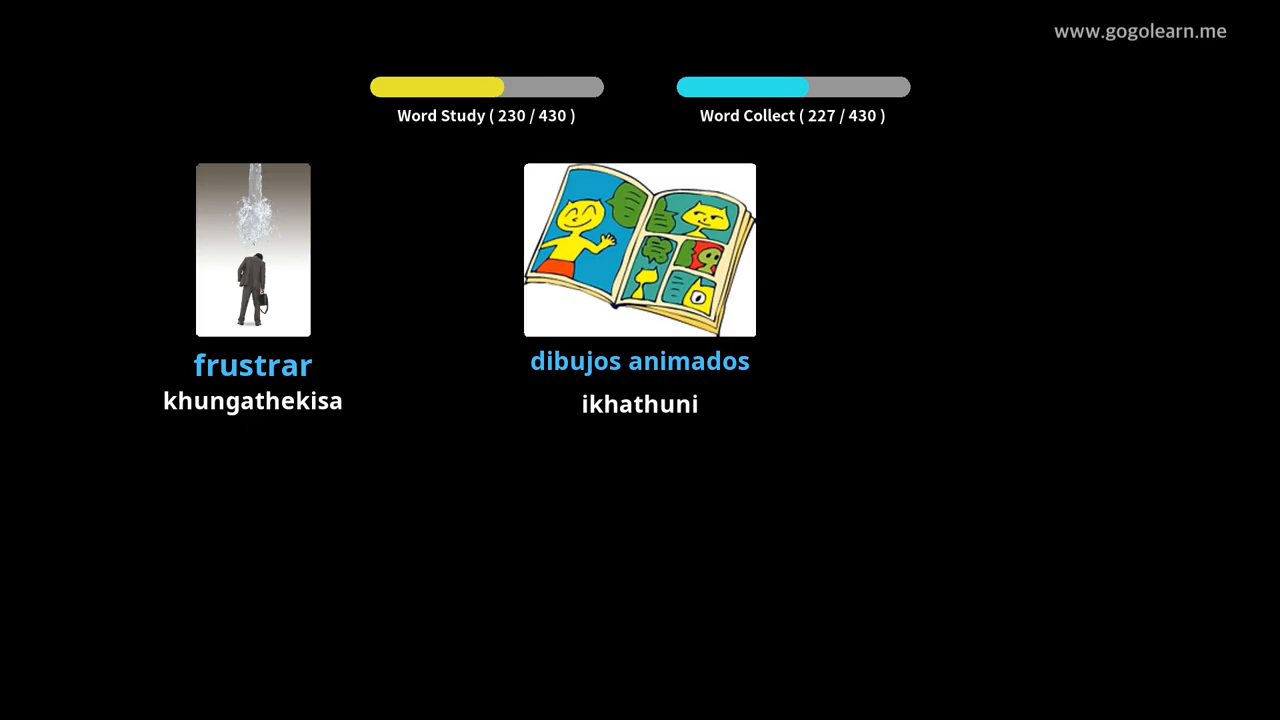 www.gogolearn.me
Word Study ( 230 / 430 )
Word Collect ( 227 / 430 )
frustrar
khungathekisa
dibujos animados
ikhathuni